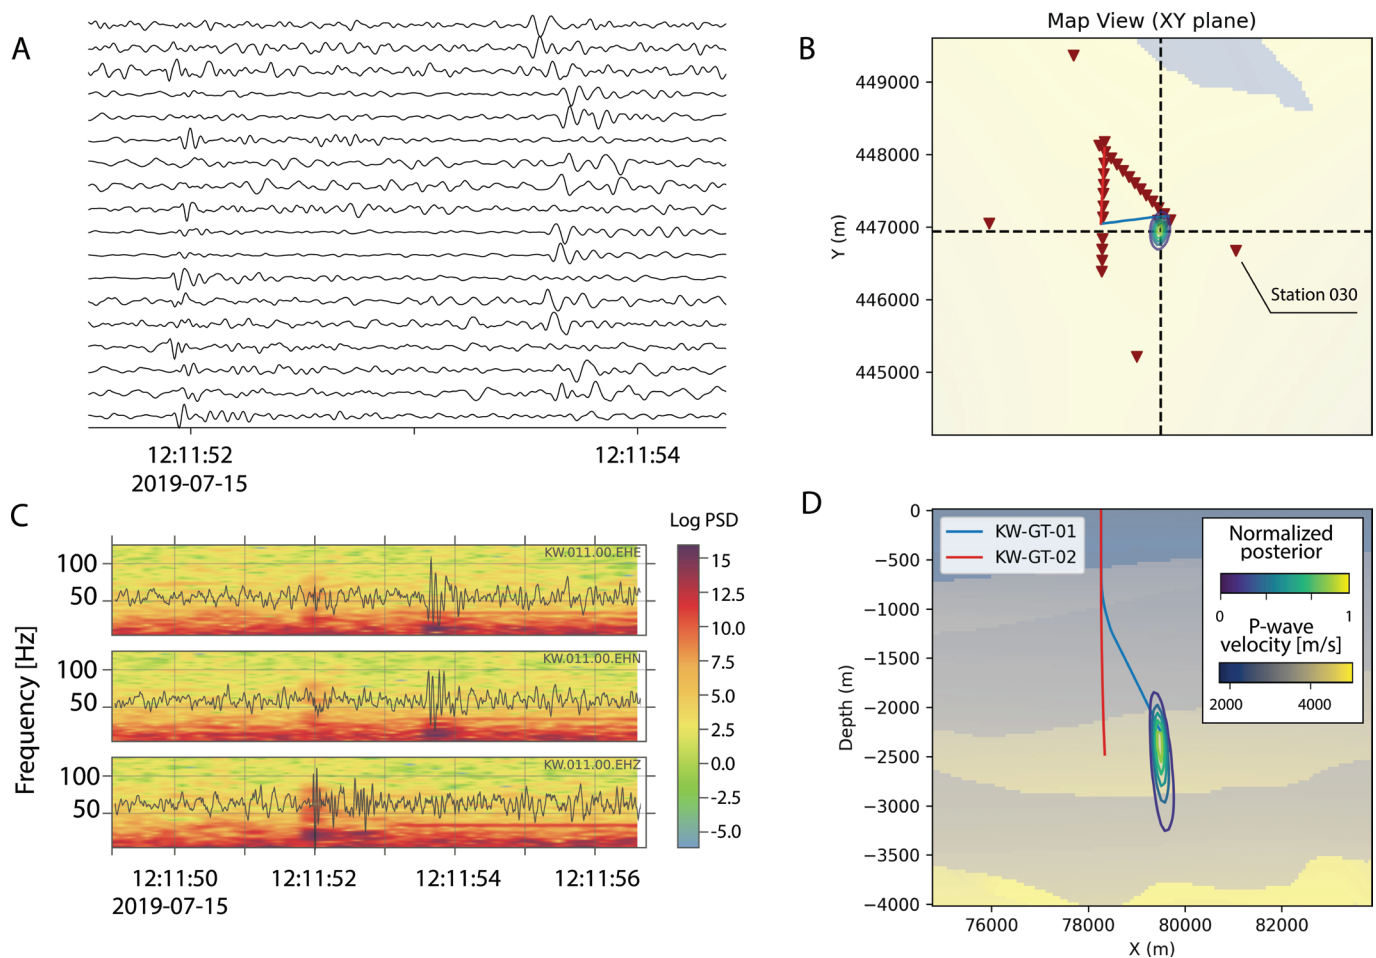 A
12:11:52
12:11:54
2019-07-15
B
Map View (XY plane)
449000
448000
447000
446000
445000
Y (m)
Station 030
C
Log PSD
Frequency [Hz]
100
50
KW.011.00.EHE
100
50
KW.011.00.EHN
100
50
KW.011.00.EHZ
15
12.5
10.0
7.5
5.0
2.5
0.0
−2.5
−5.0
12:11:50
12:11:52
12:11:54
12:11:56
2019-07-15
D
KW-GT-01
KW-GT-02
Normalized
posterior
0
1
P-wave
velocity [m/s]
2000
4000
0
−500
−1000
−1500
−2000
−2500
−3000
−3500
−4000
Depth (m)
76000
78000
80000
82000
X (m)